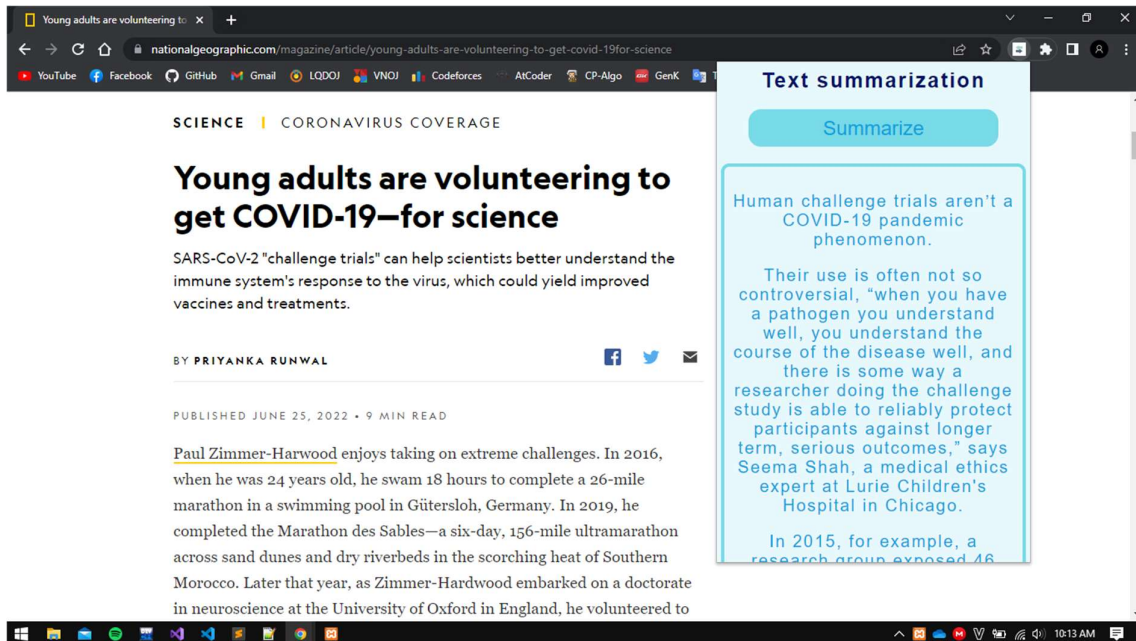 Young adults are volunteering to
nationalgeographic.com/magazine/article/young-adults-are-volunteering-to-get-covid-19for-science
YouTube Facebook GitHub Gmail LQDOJ VNOJ Codeforces AtCoder CP-Algo GenK
SCIENCE | CORONAVIRUS COVERAGE
Young adults are volunteering to
get COVID-19—for science
SARS-CoV-2 "challenge trials" can help scientists better understand the
immune system's response to the virus, which could yield improved
vaccines and treatments.
BY PRIYANKA RUNWAL
PUBLISHED JUNE 25, 2022 • 9 MIN READ
Paul Zimmer-Harwood enjoys taking on extreme challenges. In 2016,
when he was 24 years old, he swam 18 hours to complete a 26-mile
marathon in a swimming pool in Gütersloh, Germany. In 2019, he
completed the Marathon des Sables—a six-day, 156-mile ultramarathon
across sand dunes and dry riverbeds in the scorching heat of Southern
Morocco. Later that year, as Zimmer-Hardwood embarked on a doctorate
in neuroscience at the University of Oxford in England, he volunteered to
Text summarization
Summarize
Human challenge trials aren't a
COVID-19 pandemic
phenomenon.
Their use is often not so
controversial, “when you have
a pathogen you understand
well, you understand the
course of the disease well, and
there is some way a
researcher doing the challenge
study is able to reliably protect
participants against longer
term, serious outcomes,” says
Seema Shah, a medical ethics
expert at Lurie Children's
Hospital in Chicago.
In 2015, for example, a
research group exposed 46
10:13 AM